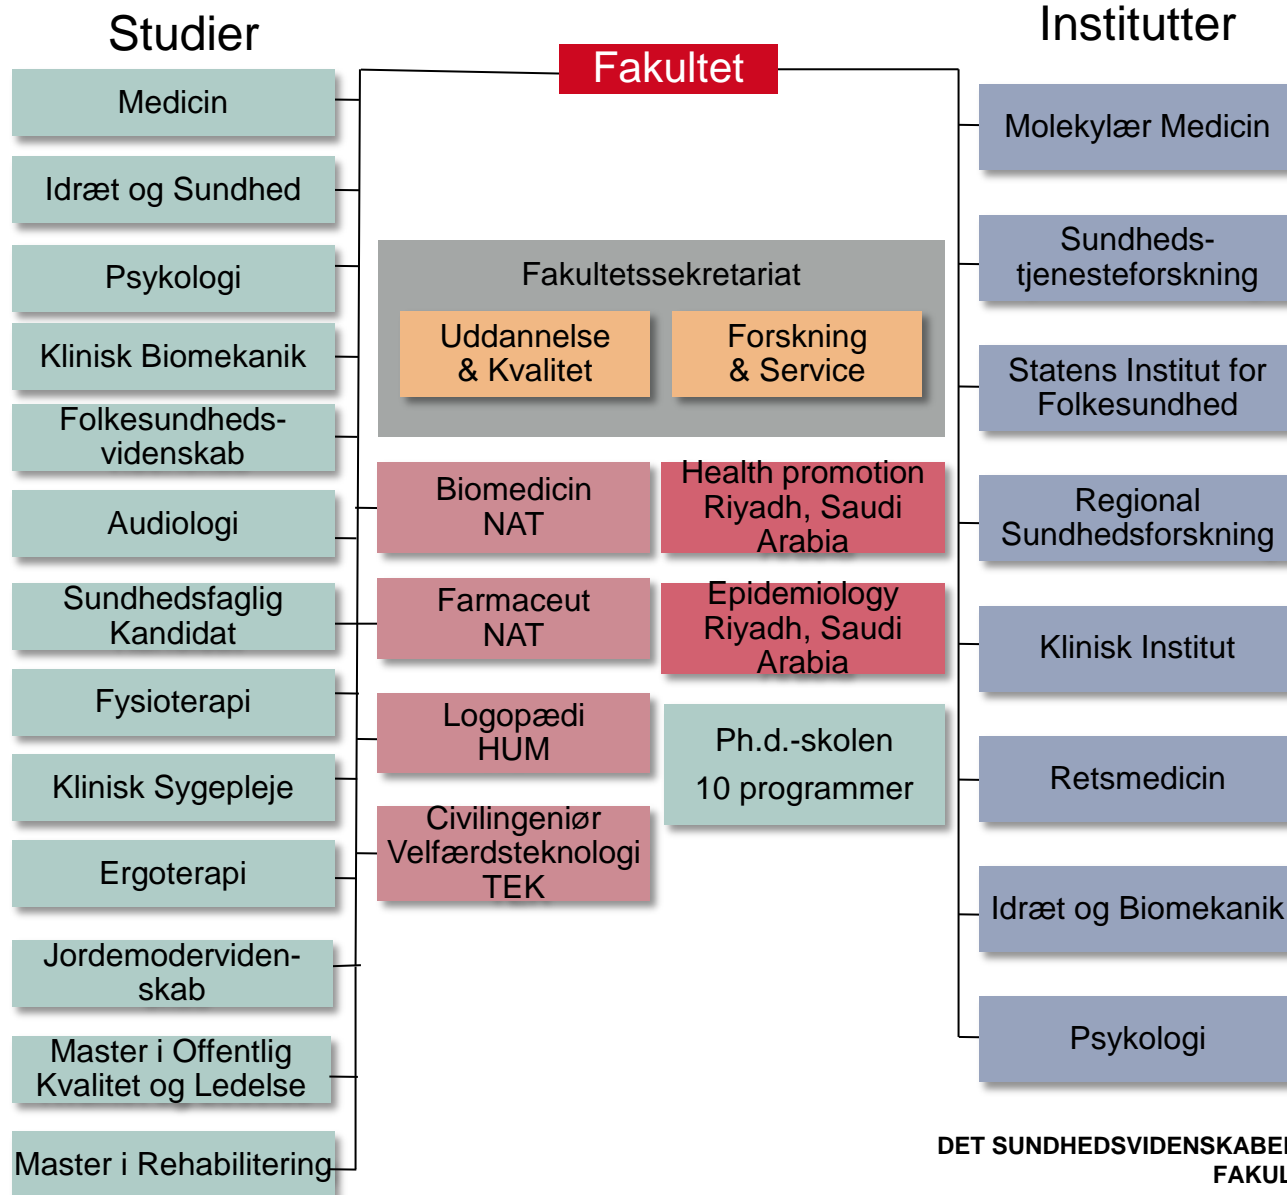 Studier
Fakultet
Institutter
Medicin
Idræt og Sundhed
Psykologi
Klinisk Biomekanik
Folkesundheds-
videnskab
Audiologi
Sundhedsfaglig
Kandidat
Fysioterapi
Klinisk Sygepleje
Ergoterapi
Jordemoderviden-
skab
Master i Offentlig
Kvalitet og Ledelse
Master i Rehabilitering
Fakultetssekretariat
Uddannelse
& Kvalitet
Forskning
& Service
Biomedicin
NAT
Health promotion
Riyadh, Saudi
Arabia
Farmaceut
NAT
Epidemiology
Riyadh, Saudi
Arabia
Logopædi
HUM
Ph.d.-skolen
10 programmer
Civilingeniør
Velfærdsteknologi
TEK
Molekylær Medicin
Sundheds-
tjenesteforskning
Statens Institut for
Folkesundhed
Regional
Sundhedsforskning
Klinisk Institut
Retsmedicin
Idræt og Biomekanik
Psykologi
DET